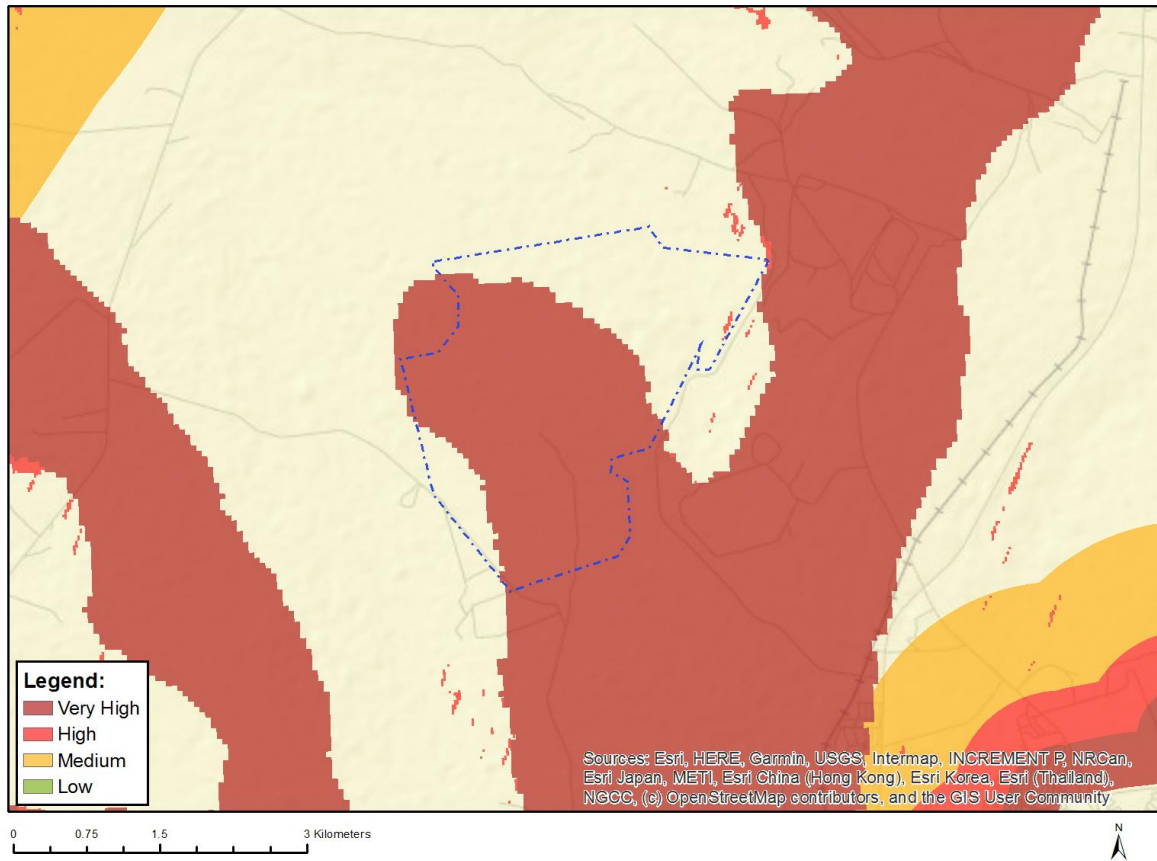 Legend:
Very High
High
Medium
Low
Sources: Esri, HERE, Garmin, USGS, Intermap, INCREMENT P, NRCan,
Esri Japan, METI, Esri China (Hong Kong), Esri Korea, Esri (Thailand),
NGCC, (c) OpenStreetMap contributors, and the GIS User Community
0 0.75 1.5 3 Kilometers
N